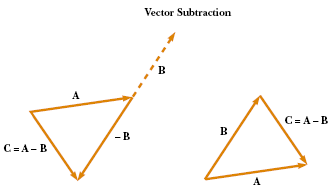 Vector Subtraction
B
A
– B
C = A – B
B
C = A – B
A